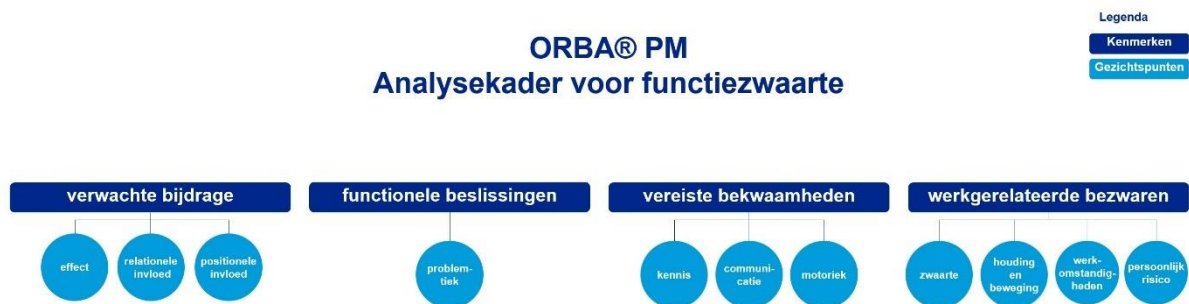 Legenda
Kenmerken
Gezichtspunten
ORBA® PM
Analysekader voor functiezwaarte
verwachte bijdrage
effect
relationele
invloed
positionele
invloed
functionele beslissingen
problem-
tiek
vereiste bekwaamheden
kennis
communi-
catie
motoriek
werkgerelateerde bezwaren
zwaarte
houding
en
beweging
werk-
omstandig-
heden
persoonlijk
risico